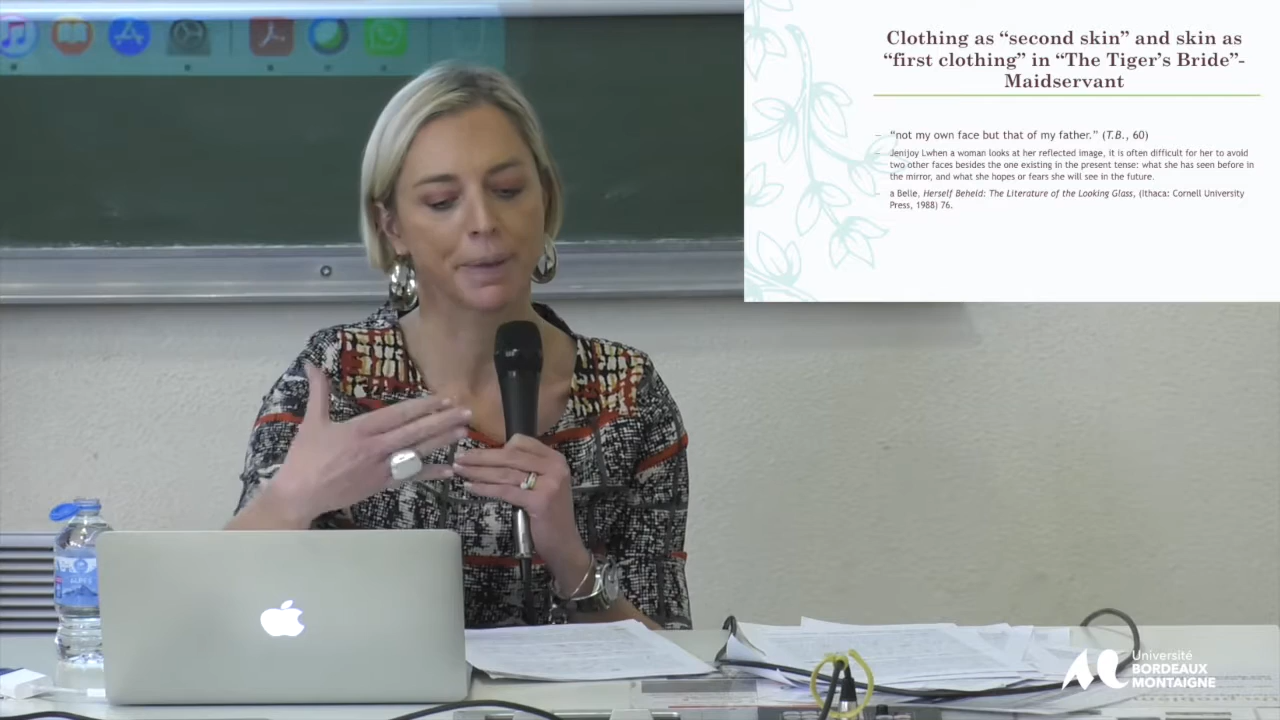 Clothing as “second skin” and skin as
“first clothing” in “The Tiger’s Bride”-
Maidservant
– “not my own face but that of my father.” (T.B., 60)
– Jenijoy Lwhen a woman looks at her reflected image, it is often difficult for her to avoid
two other faces besides the one existing in the present tense: what she has seen before in
the mirror, and what she hopes or fears she will see in the future.
– a Belle, Herself Beheld: The Literature of the Looking Glass, (Ithaca: Cornell University
Press, 1988) 76.
Université
BORDEAUX
MONTAIGNE